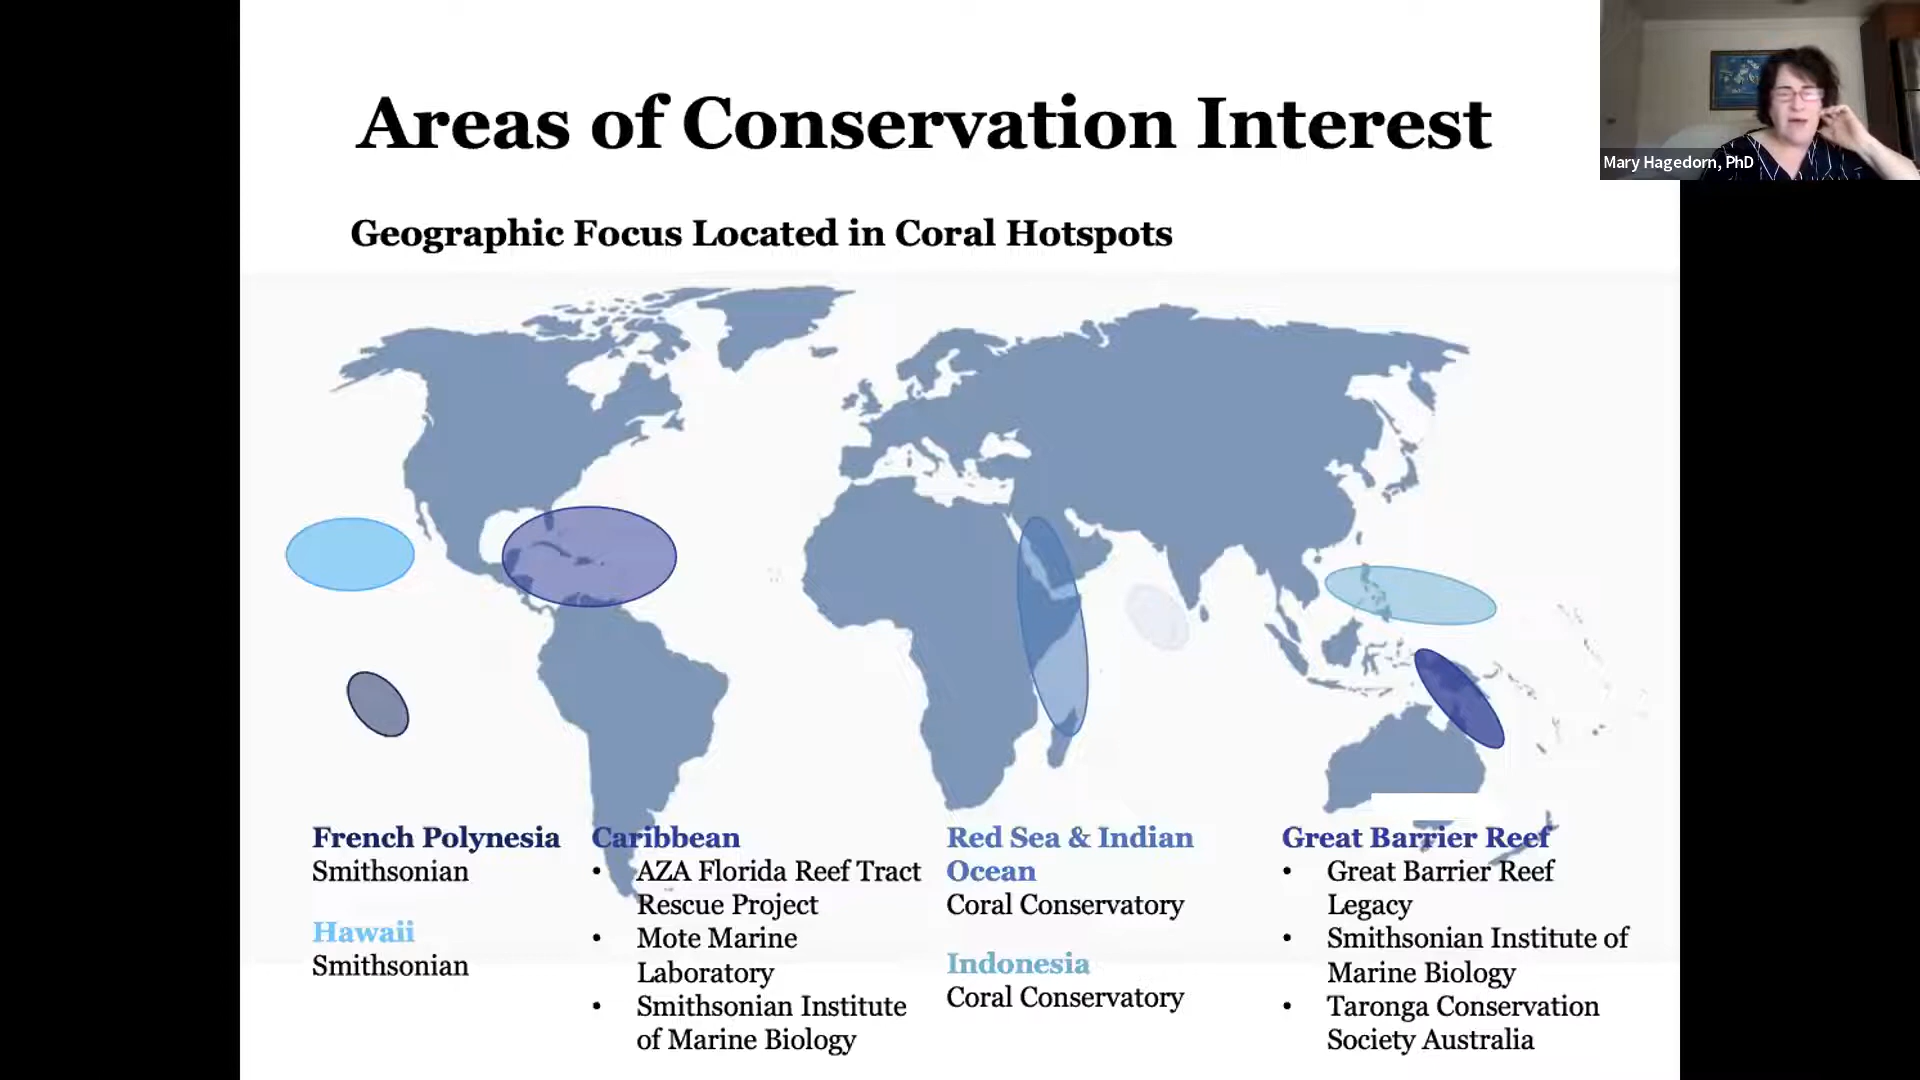 Areas of Conservation Interest
Mary Hagedorn, PhD
Geographic Focus Located in Coral Hotspots
French Polynesia
Smithsonian
Hawaii
Smithsonian
Caribbean
• AZA Florida Reef Tract
Rescue Project
• Mote Marine
Laboratory
• Smithsonian Institute
of Marine Biology
Red Sea & Indian
Ocean
Coral Conservatory
Indonesia
Coral Conservatory
Great Barrier Reef
• Great Barrier Reef
Legacy
• Smithsonian Institute of
Marine Biology
• Taronga Conservation
Society Australia